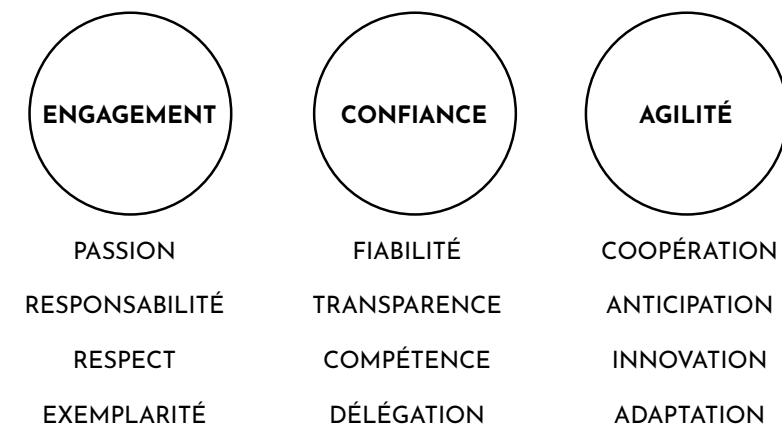 ENGAGEMENT
PASSION
RESPONSABILITÉ
RESPECT
EXEMPLARITÉ
CONFIANCE
FIABILITÉ
TRANSPARENCE
COMPÉTENCE
DÉLÉGATION
AGILITÉ
COOPÉRATION
ANTICIPATION
INNOVATION
ADAPTATION